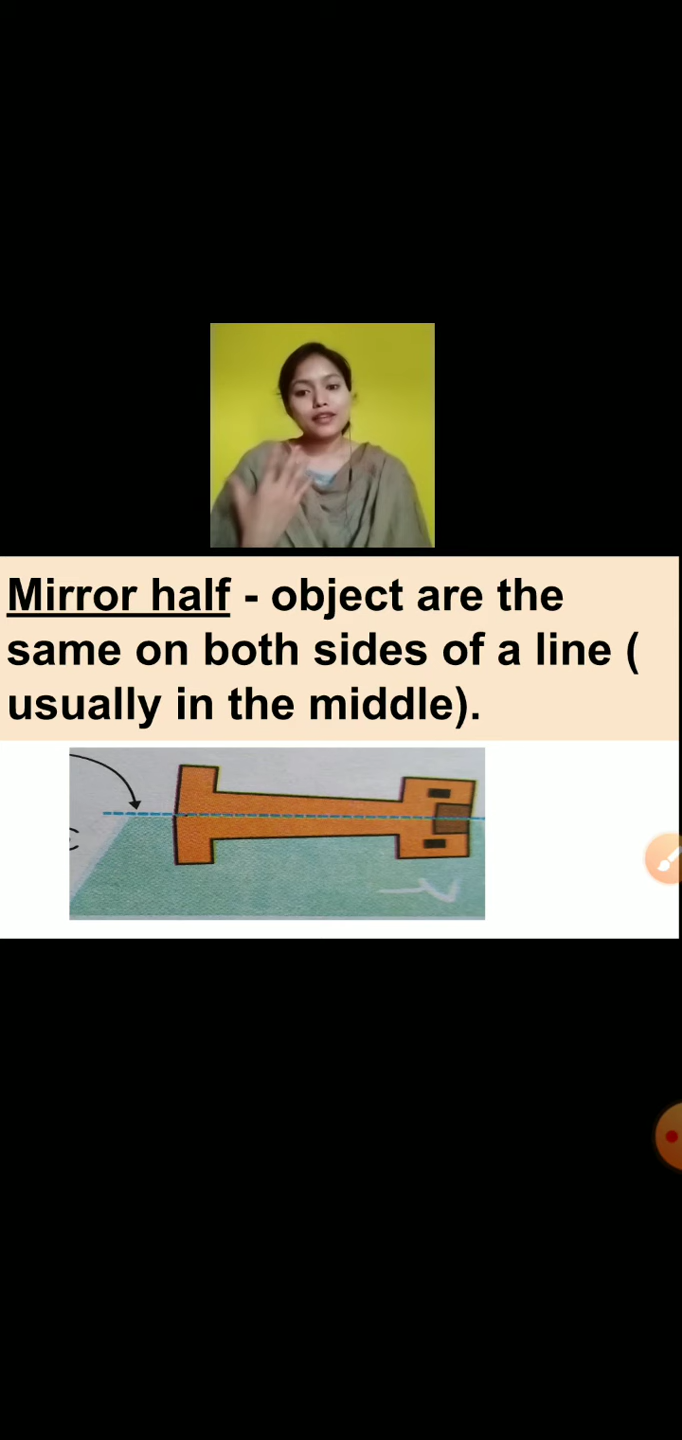 Mirror half - object are the
same on both sides of a line (
usually in the middle).